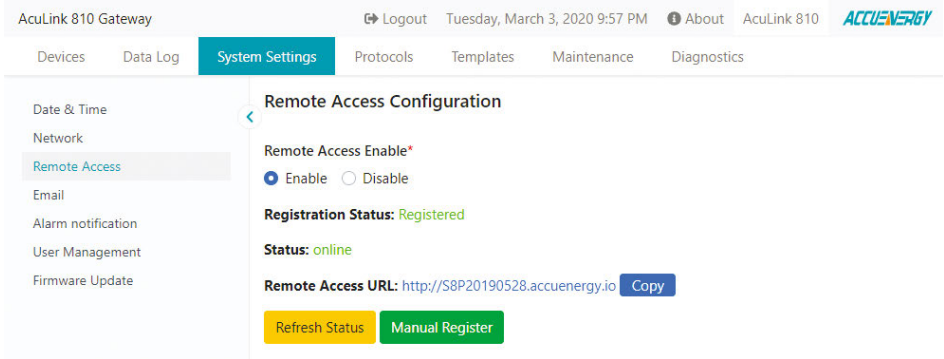 AcuLink 810 Gateway Logout Tuesday, March 3, 2020 9:57 PM About AcuLink 810 ACCUENERGY
Devices Data Log System Settings Protocols Templates Maintenance Diagnostics
Date & Time
Network
Remote Access
Email
Alarm notification
User Management
Firmware Update
Remote Access Configuration
Remote Access Enable*
Enable Disable
Registration Status: Registered
Status: online
Remote Access URL: http://S8P20190528.accuenergy.io Copy
Refresh Status Manual Register